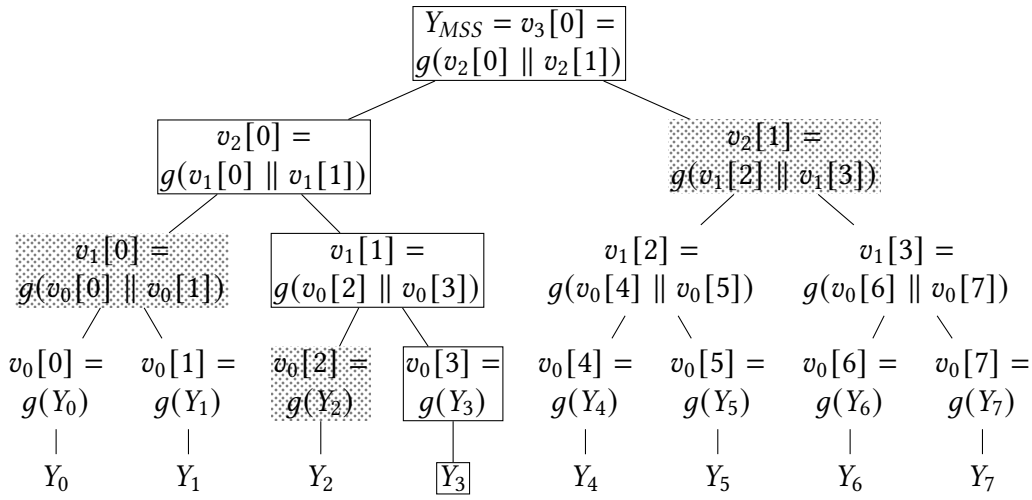 Y_MSS = v_3[0] =
g(v_2[0] ∥ v_2[1])
v_2[0] =
g(v_1[0] ∥ v_1[1])
v_2[1] =
g(v_1[2] ∥ v_1[3])
v_1[0] =
g(v_0[0] ∥ v_0[1])
v_1[1] =
g(v_0[2] ∥ v_0[3])
v_1[2] =
g(v_0[4] ∥ v_0[5])
v_1[3] =
g(v_0[6] ∥ v_0[7])
v_0[0] =
g(Y_0)
v_0[1] =
g(Y_1)
v_0[2] =
g(Y_2)
v_0[3] =
g(Y_3)
v_0[4] =
g(Y_4)
v_0[5] =
g(Y_5)
v_0[6] =
g(Y_6)
v_0[7] =
g(Y_7)
Y_0
Y_1
Y_2
Y_3
Y_4
Y_5
Y_6
Y_7